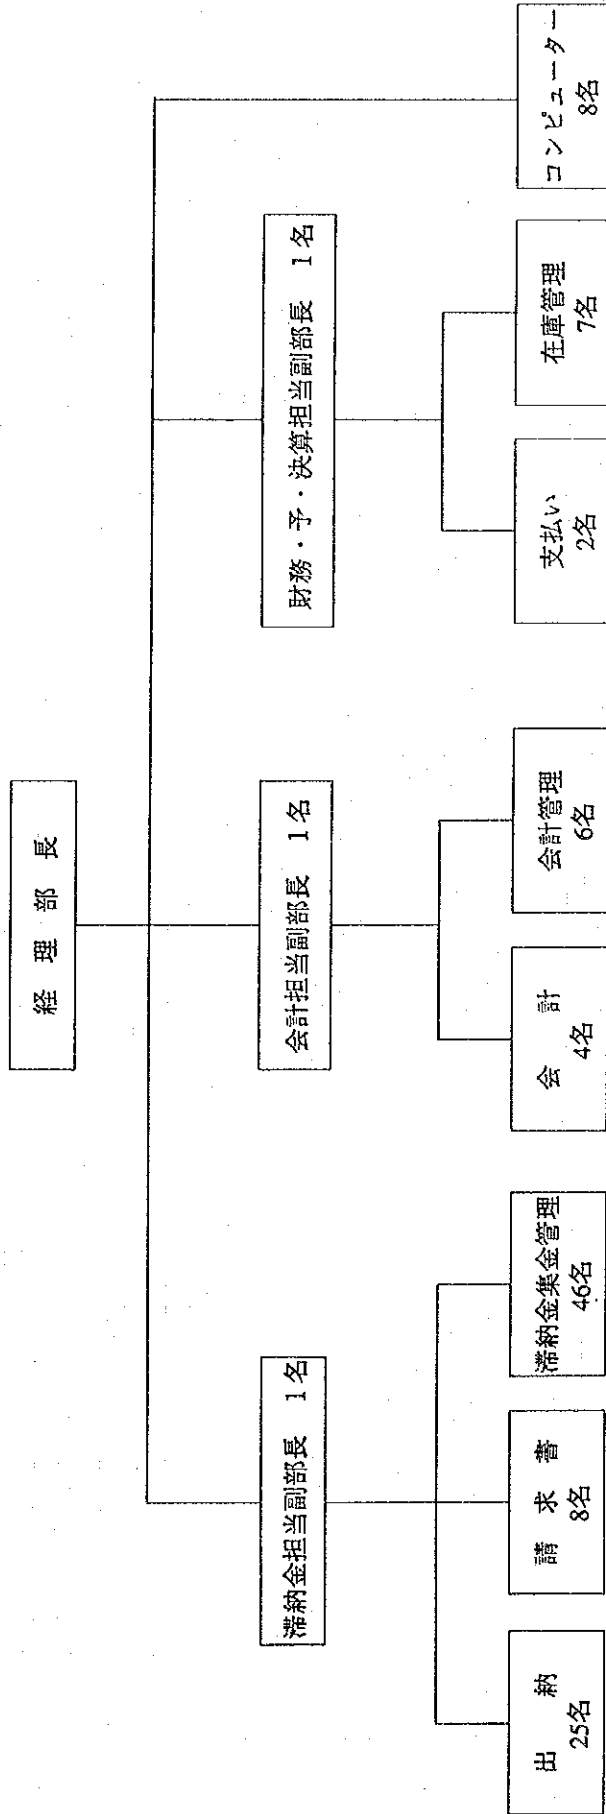 経理部長
滞納金担当副部長 1名
会計担当副部長 1名
財務・予・決算担当副部長 1名
出納
25名
請求書
8名
滞納金集金管理
46名
会計
4名
会計管理
6名
支払い
2名
在庫管理
7名
コンピューター
8名